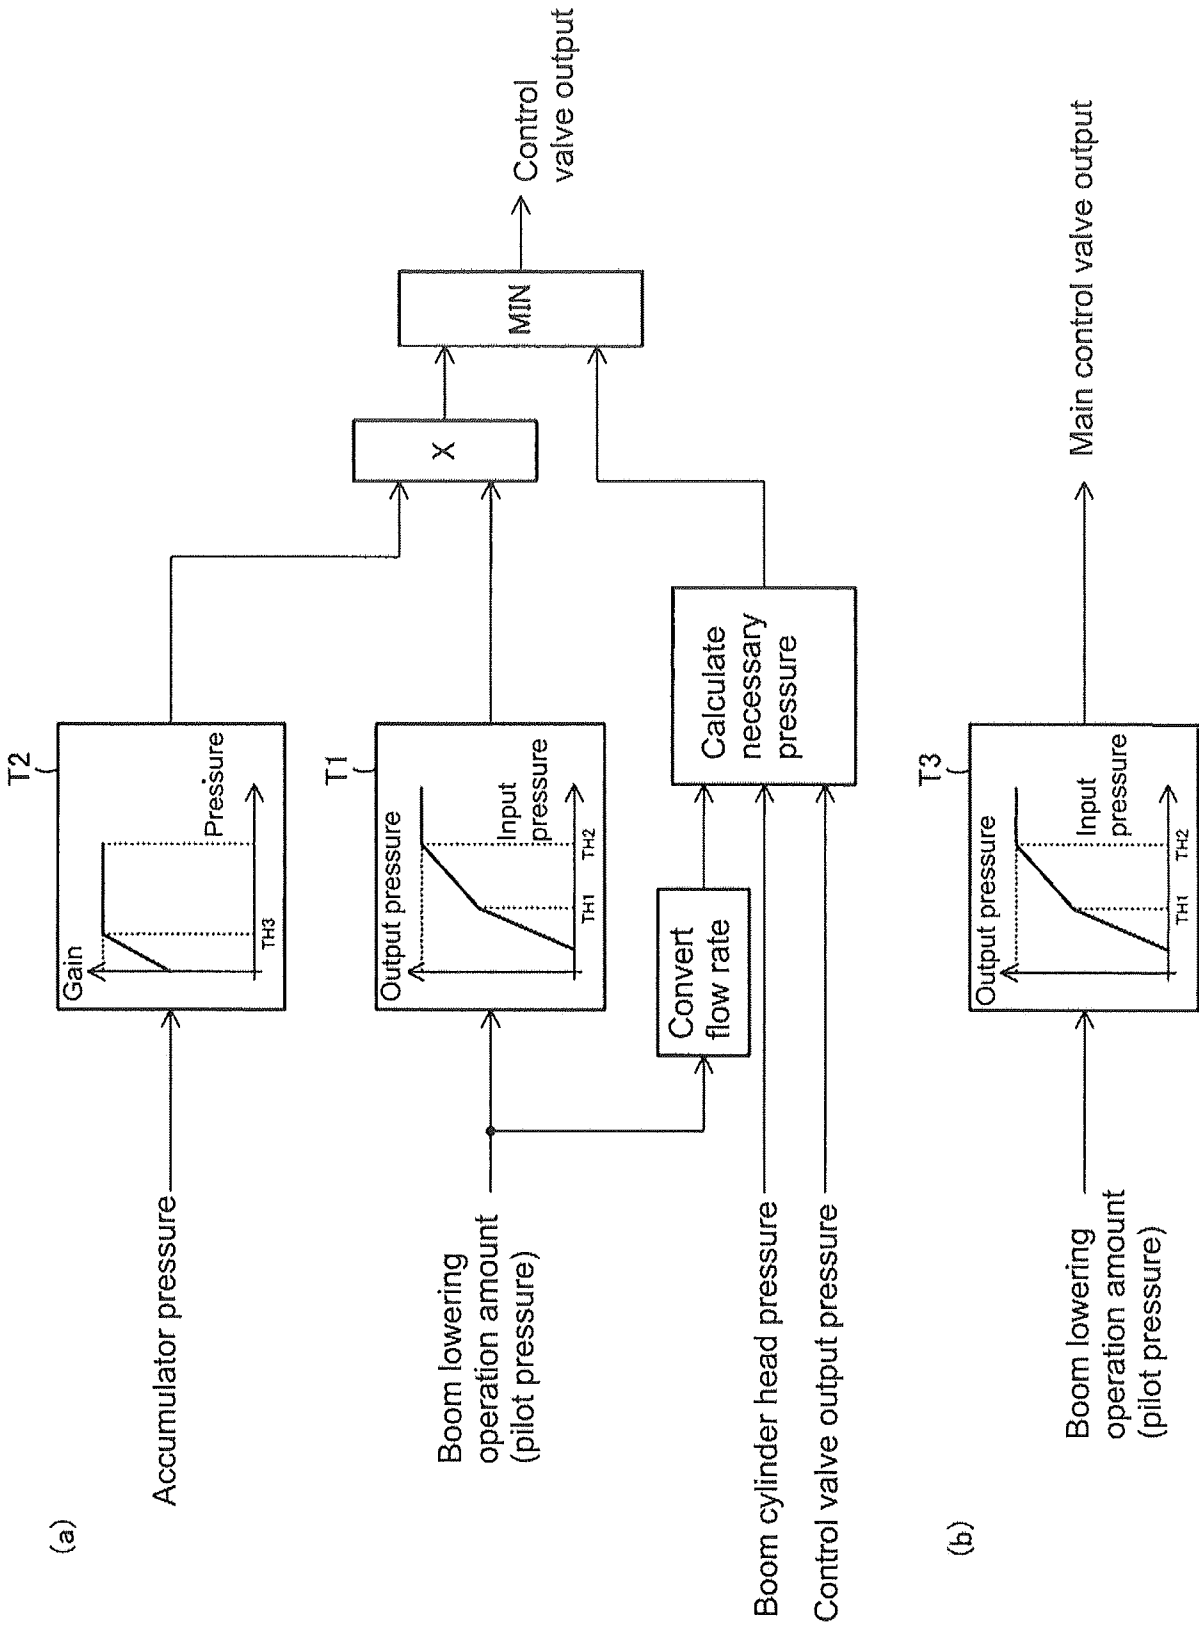 (a)
Accumulator pressure
T2
Gain
Pressure
TH3
Boom lowering
operation amount
(pilot pressure)
T1
Output pressure
Input
pressure
TH1
TH2
X
MIN
Control
valve output
Convert
flow rate
Boom cylinder head pressure
Control valve output pressure
Calculate
necessary
pressure
(b)
Boom lowering
operation amount
(pilot pressure)
T3
Output pressure
Input
pressure
TH1
TH2
Main control valve output